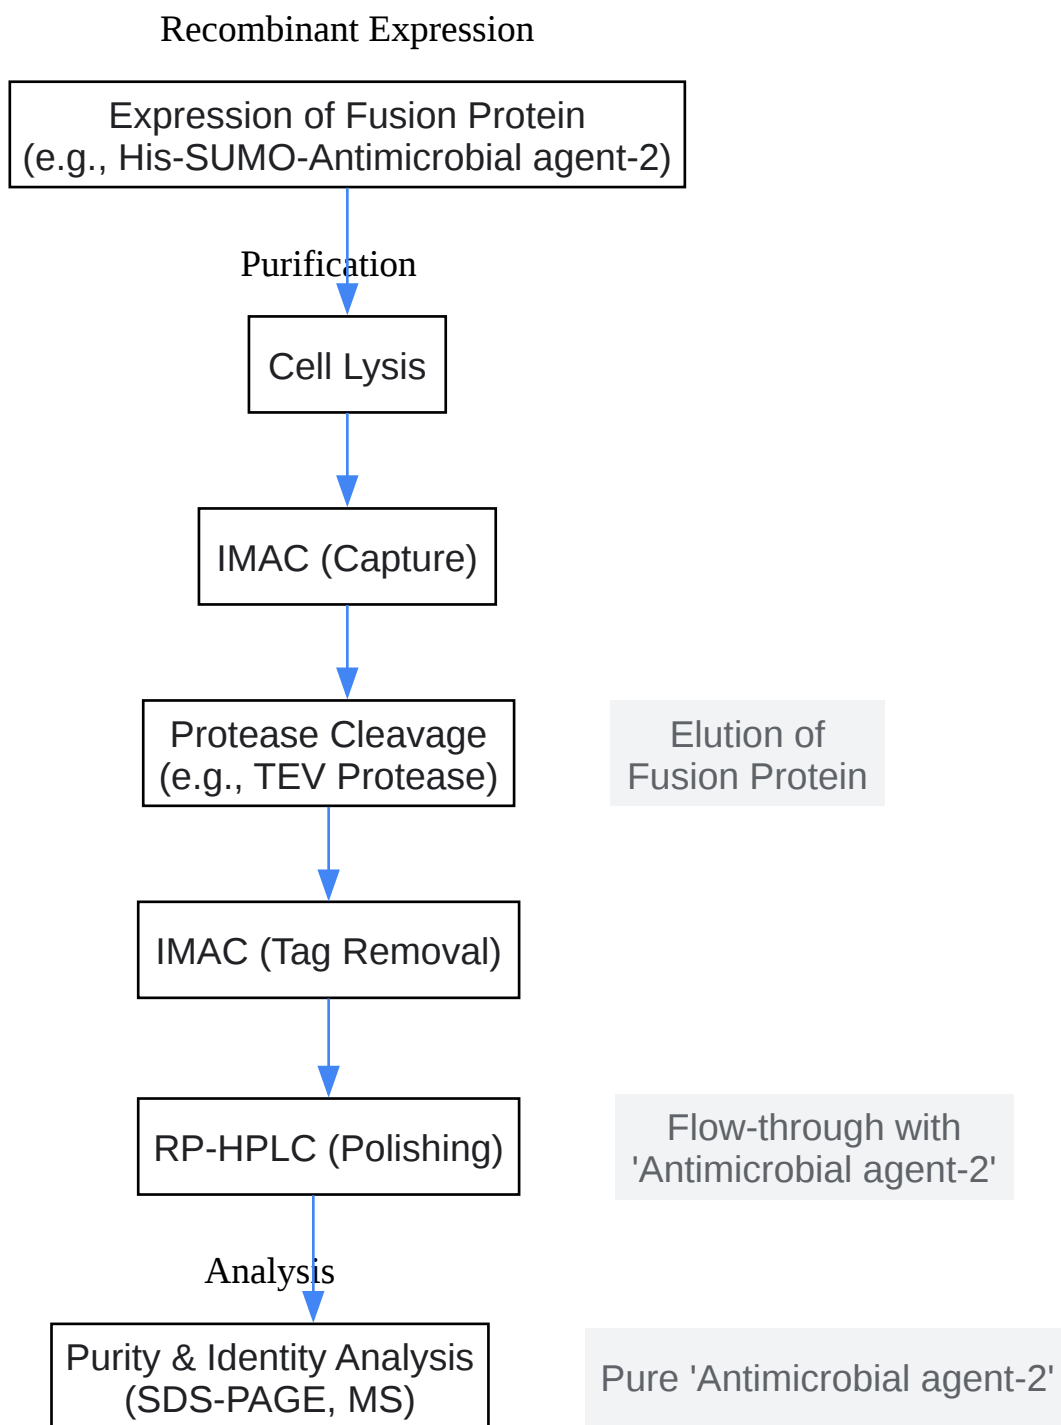 Recombinant Expression
Expression of Fusion Protein
(e.g., His-SUMO-Antimicrobial agent-2)
Purification
Cell Lysis
IMAC (Capture)
Protease Cleavage
(e.g., TEV Protease)
Elution of
Fusion Protein
IMAC (Tag Removal)
RP-HPLC (Polishing)
Flow-through with
'Antimicrobial agent-2'
Analysis
Purity & Identity Analysis
(SDS-PAGE, MS)
Pure 'Antimicrobial agent-2'